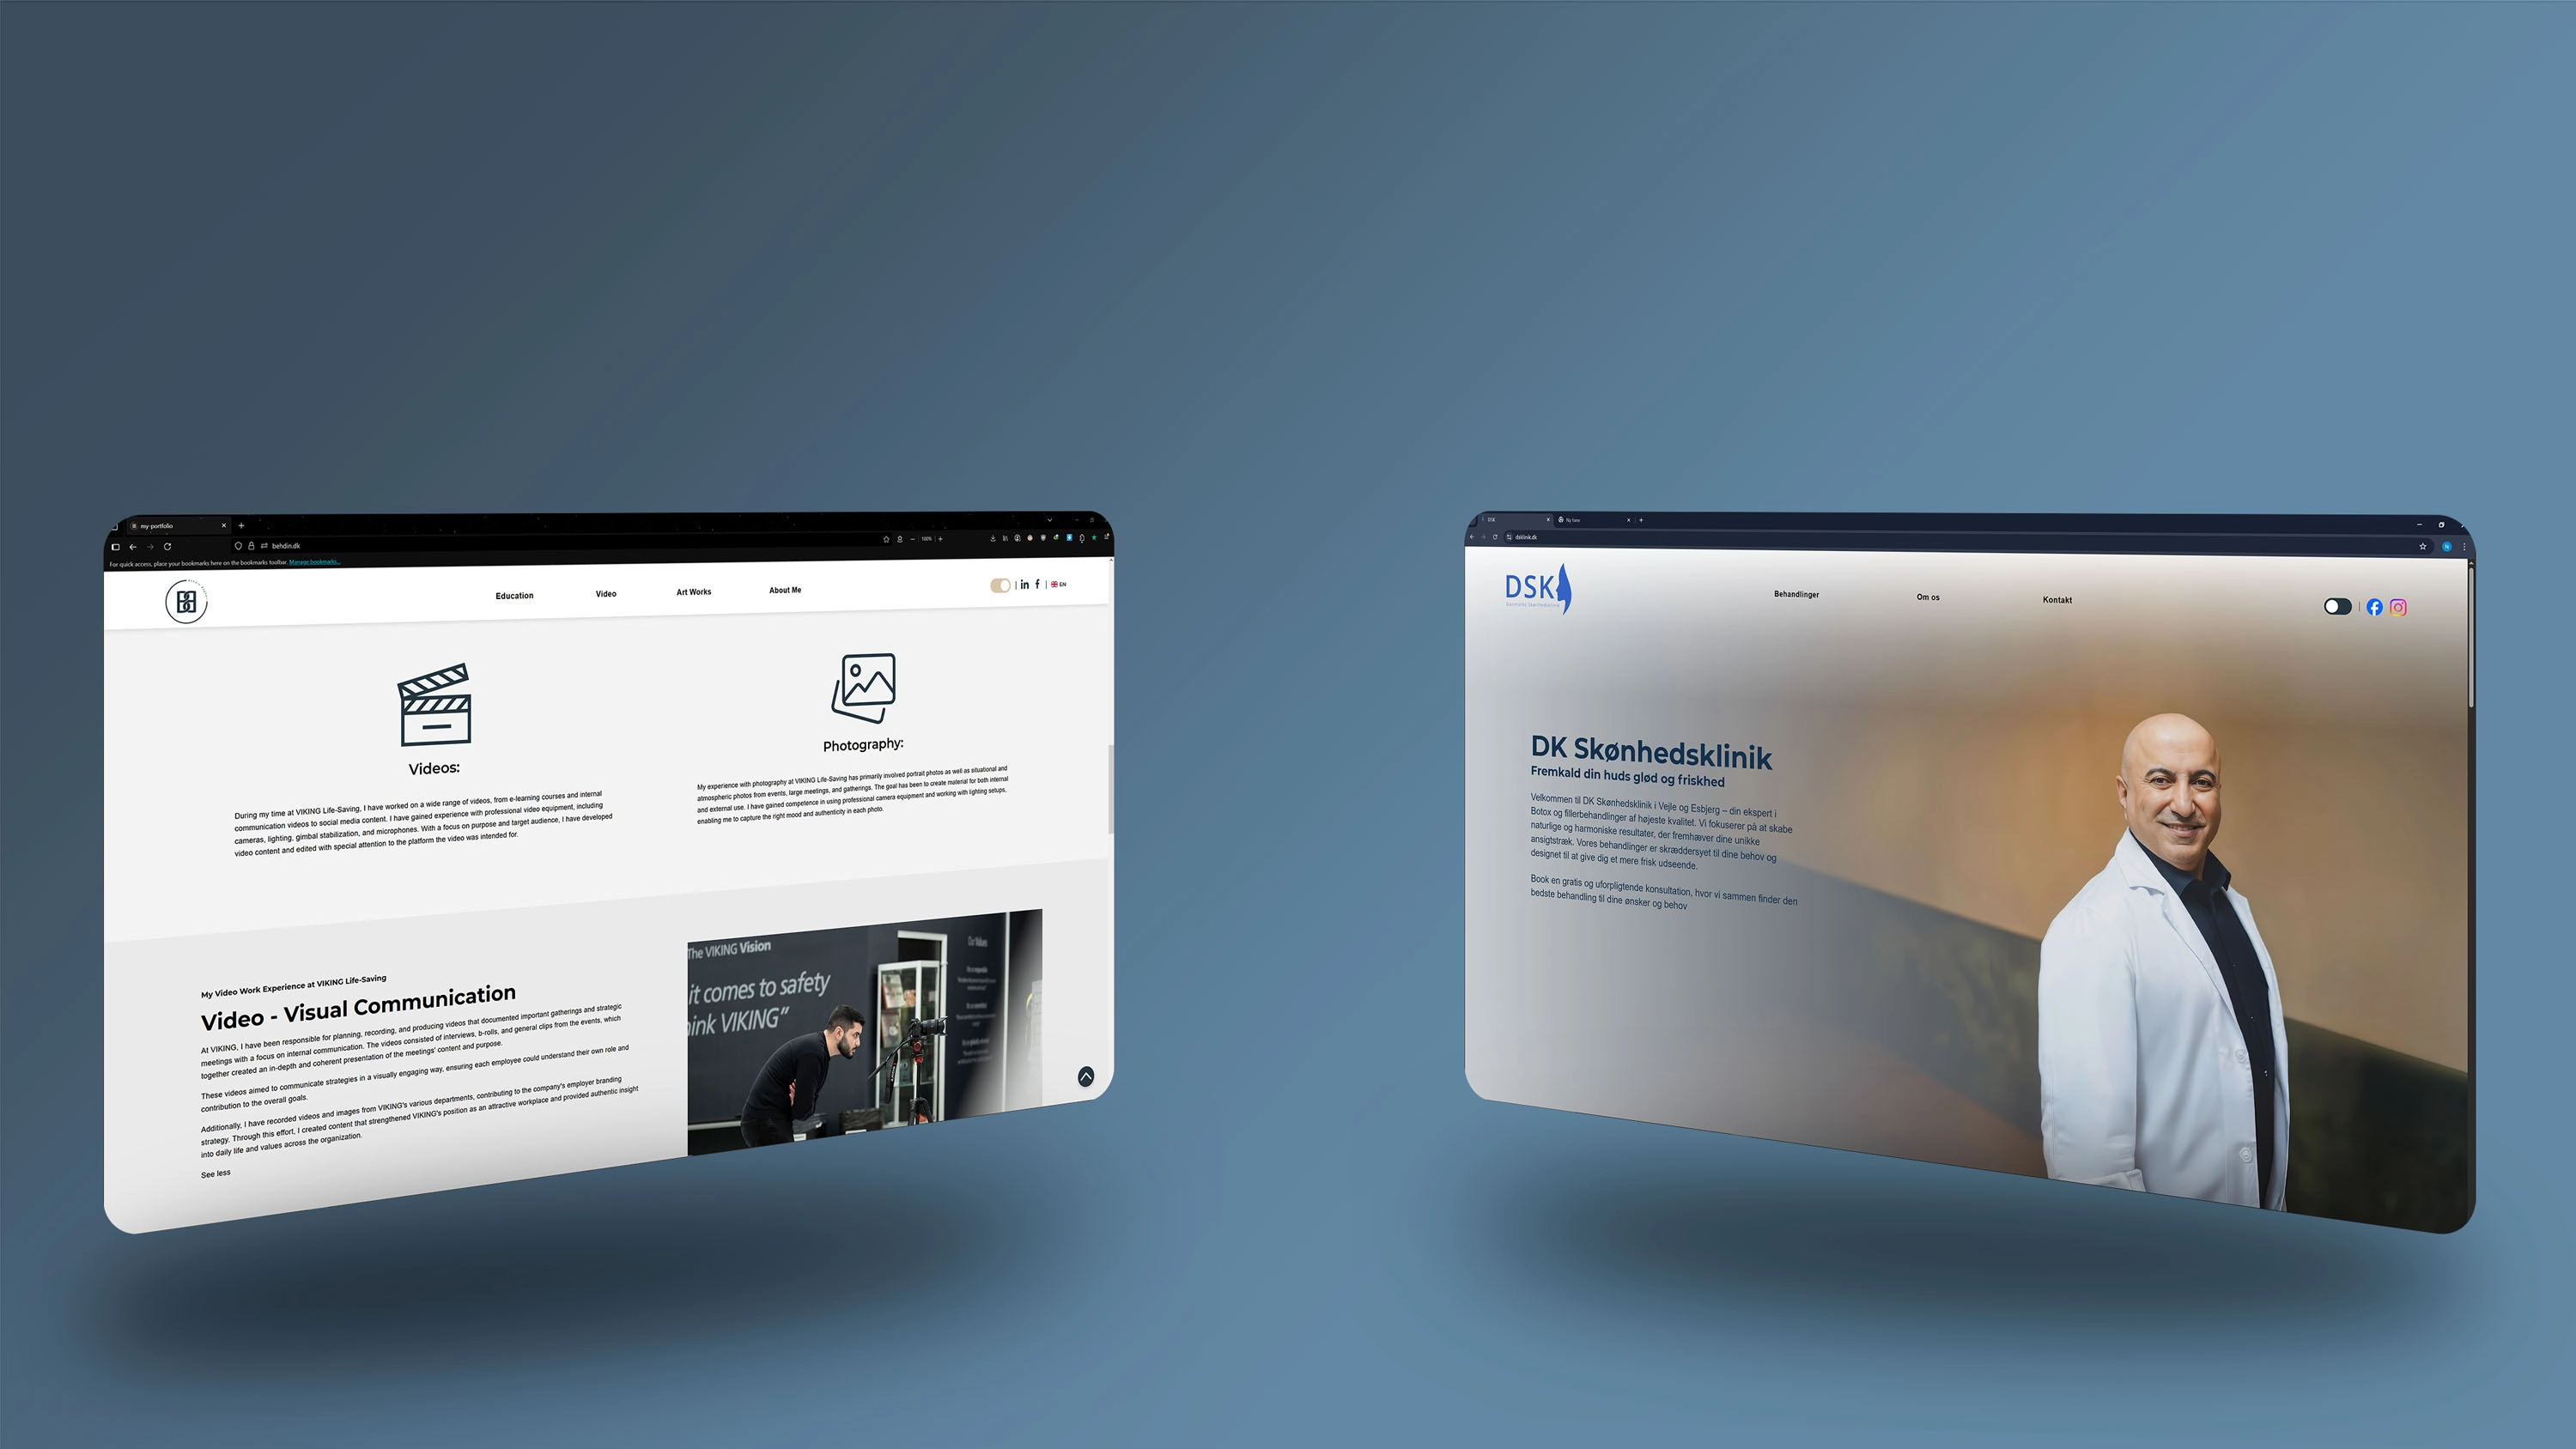 my-portfolio
behdin.dk
100%
For quick access, place your bookmarks here on the bookmarks toolbar. Manage bookmarks...
Education
Video
Art Works
About Me
in f
EN
Videos:
During my time at VIKING Life-Saving, I have worked on a wide range of videos, from e-learning courses and internal
communication videos to social media content. I have gained experience with professional video equipment, including
cameras, lighting, gimbal stabilization, and microphones. With a focus on purpose and target audience, I have developed
video content and edited with special attention to the platform the video was intended for.
Photography:
My experience with photography at VIKING Life-Saving has primarily involved portrait photos as well as situational and
atmospheric photos from events, large meetings, and gatherings. The goal has been to create material for both internal
and external use. I have gained competence in using professional camera equipment and working with lighting setups,
enabling me to capture the right mood and authenticity in each photo.
My Video Work Experience at VIKING Life-Saving
Video - Visual Communication
At VIKING, I have been responsible for planning, recording, and producing videos that documented important gatherings and strategic
meetings with a focus on internal communication. The videos consisted of interviews, b-rolls, and general clips from the events, which
together created an in-depth and coherent presentation of the meetings' content and purpose.
These videos aimed to communicate strategies in a visually engaging way, ensuring each employee could understand their own role and
contribution to the overall goals.
Additionally, I have recorded videos and images from VIKING's various departments, contributing to the company's employer branding
strategy. Through this effort, I created content that strengthened VIKING's position as an attractive workplace and provided authentic insight
into daily life and values across the organization.
See less
The VIKING Vision
it comes to safety
ink VIKING"
Our Values
DSK
Ny fane
dsklink.dk
N
DSK
Danmarks Skønhedsklinik
Behandlinger
Om os
Kontakt
DK Skønhedsklinik
Fremkald din huds glød og friskhed
Velkommen til DK Skønhedsklinik i Vejle og Esbjerg – din ekspert i
Botox og fillerbehandlinger af højeste kvalitet. Vi fokuserer på at skabe
naturlige og harmoniske resultater, der fremhæver dine unikke
ansigtstræk. Vores behandlinger er skræddersyet til dine behov og
designet til at give dig et mere frisk udseende.
Book en gratis og uforpligtende konsultation, hvor vi sammen finder den
bedste behandling til dine ønsker og behov